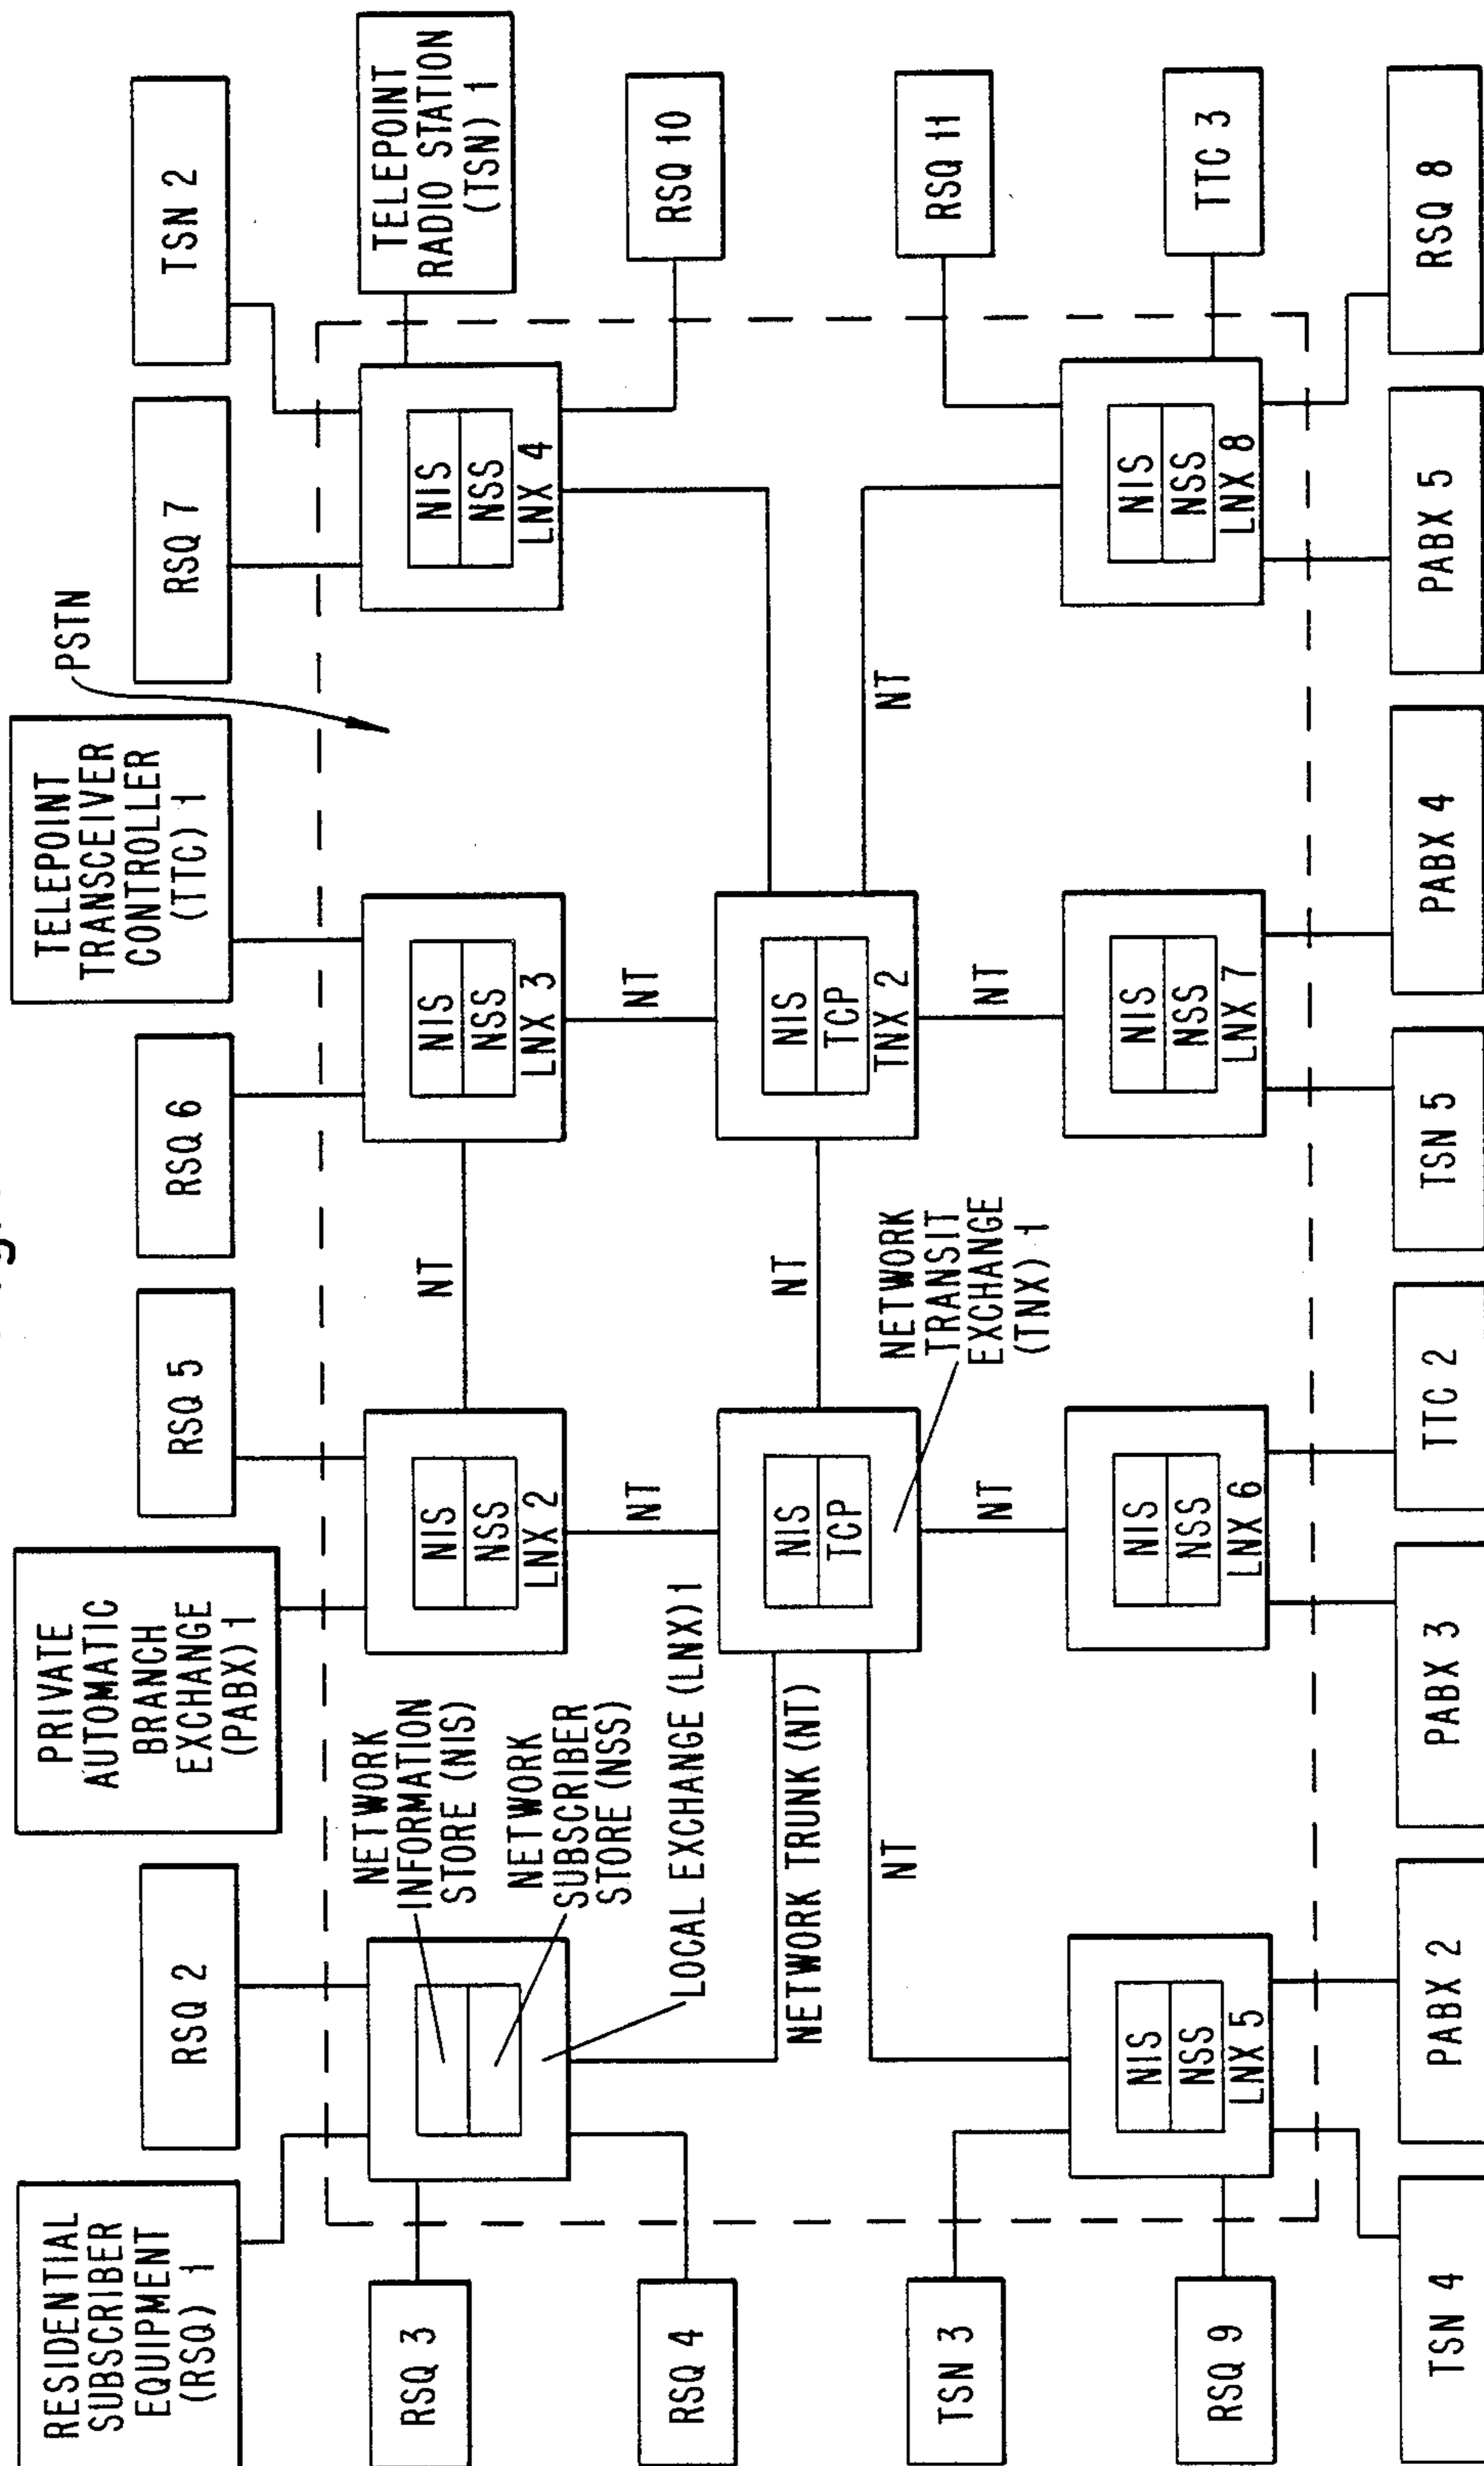 RESIDENTIAL
SUBSCRIBER
EQUIPMENT
(RSQ) 1
RSQ 2
PRIVATE
AUTOMATIC
BRANCH
EXCHANGE
(PABX) 1
RSQ 5
RSQ 6
TELEPOINT
TRANSCEIVER
CONTROLLER
(TTC) 1
PSTN
RSQ 7
TSN 2
RSQ 3
NETWORK
INFORMATION
STORE (NIS)
NETWORK
SUBSCRIBER
STORE (NSS)
LOCAL EXCHANGE (LNX) 1
NIS
NSS
LNX 2
NT
NIS
NSS
LNX 3
NIS
NSS
LNX 4
TELEPOINT
RADIO STATION
(TSN) 1
RSQ 4
NT
NT
RSQ 10
NETWORK TRUNK (NT)
NT
NIS
TCP
NT
NETWORK
TRANSIT
EXCHANGE
(TNX) 1
NIS
TCP
TNX 2
NT
TSN 3
NT
NT
RSQ 11
RSQ 9
NIS
NSS
LNX 5
NIS
NSS
LNX 6
NIS
NSS
LNX 7
NIS
NSS
LNX 8
TTC 3
TSN 4
PABX 2
PABX 3
TTC 2
TSN 5
PABX 4
PABX 5
RSQ 8